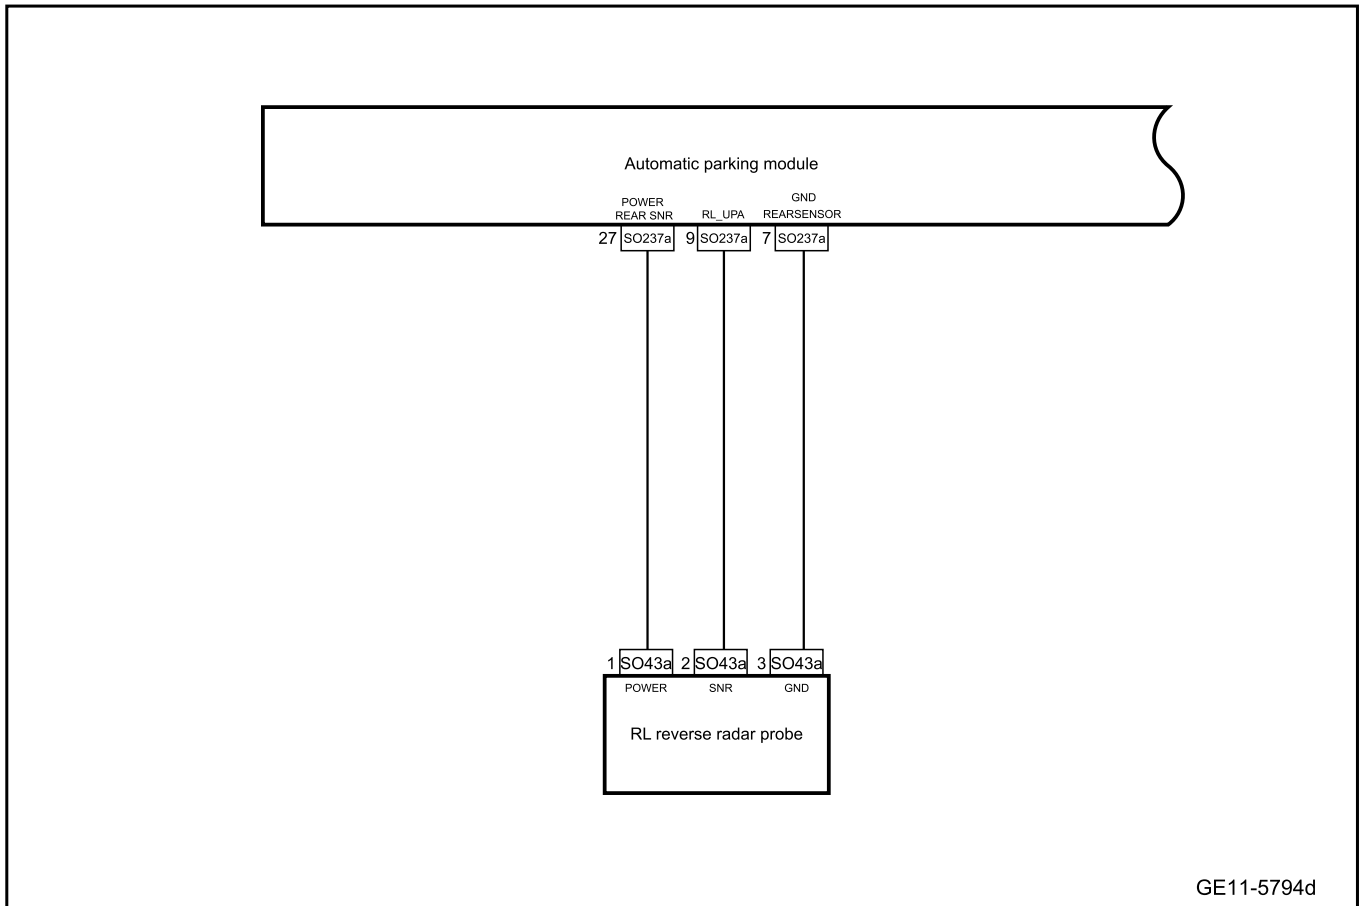 Automatic parking module
POWER
REAR SNR
RL_UPA
GND
REARSENSOR
27 SO237a 9 SO237a 7 SO237a
1 SO43a 2 SO43a 3 SO43a
POWER SNR GND
RL reverse radar probe
GE11-5794d